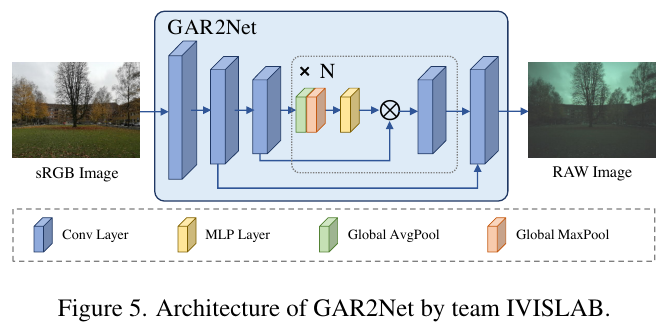 GAR2Net
× N
sRGB Image
RAW Image
Conv Layer
MLP Layer
Global AvgPool
Global MaxPool
Figure 5. Architecture of GAR2Net by team IVISLAB.